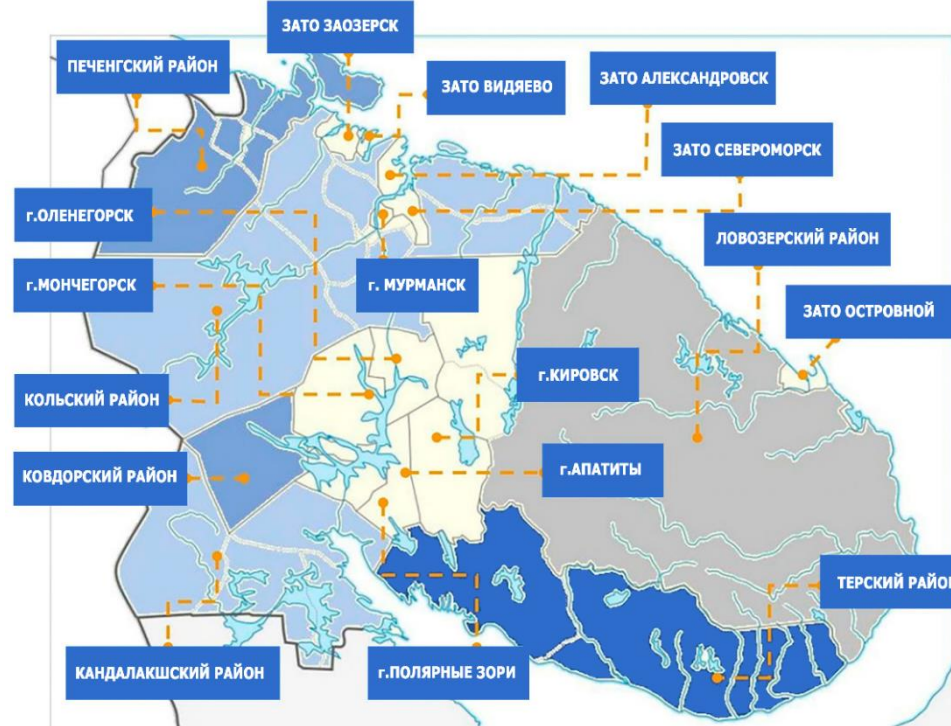 ЗАТО ЗАОЗЕРСК
ПЕЧЕНГСКИЙ РАЙОН
ЗАТО ВИДЯЕВО
ЗАТО АЛЕКСАНДРОВСК
ЗАТО СЕВЕРОМОРСК
г.ОЛЕНЕГОРСК
ЛОВОЗЕРСКИЙ РАЙОН
г.МОНЧЕГОРСК
г. МУРМАНСК
ЗАТО ОСТРОВНОЙ
г.КИРОВСК
КОЛЬСКИЙ РАЙОН
г.АПАТИТЫ
КОВДОРСКИЙ РАЙОН
ТЕРСКИЙ РАЙОН
КАНДАЛАКШСКИЙ РАЙОН
г.ПОЛЯРНЫЕ ЗОРИ